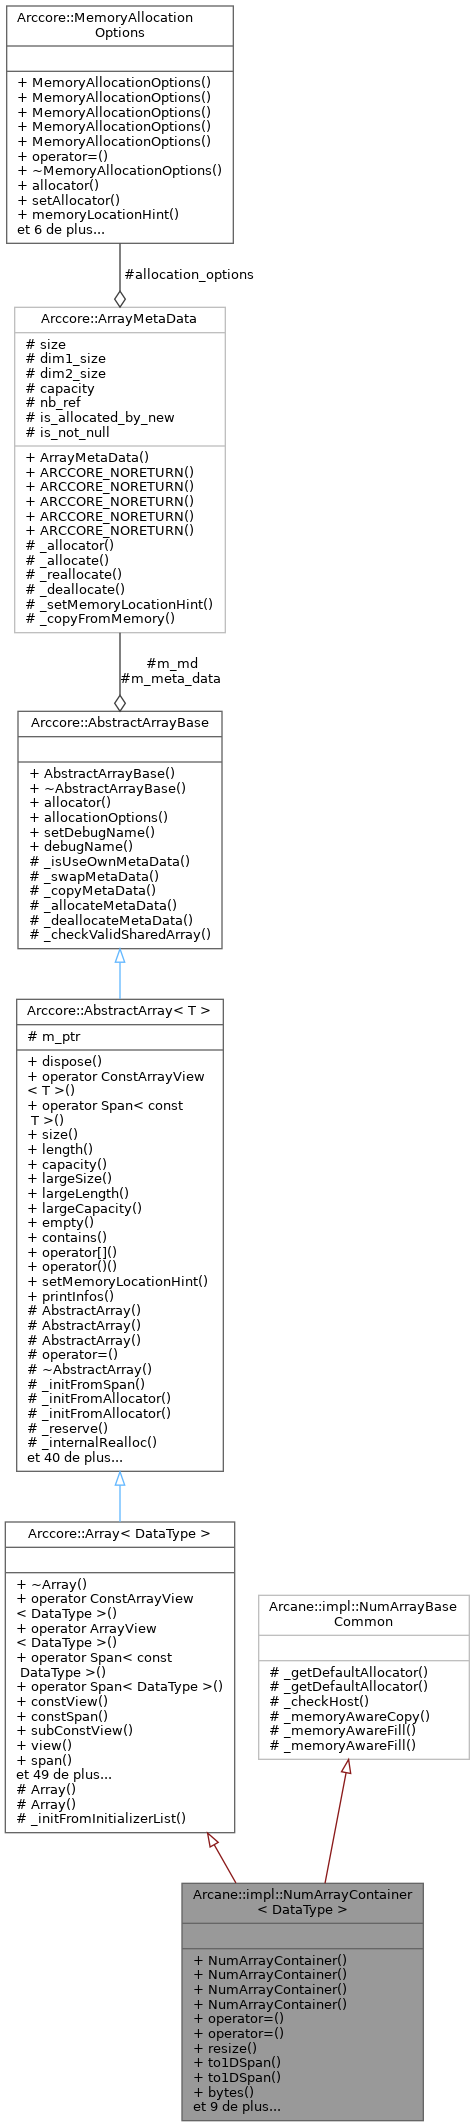 Arccore::MemoryAllocation
Options
+ MemoryAllocationOptions()
+ MemoryAllocationOptions()
+ MemoryAllocationOptions()
+ MemoryAllocationOptions()
+ MemoryAllocationOptions()
+ operator=()
+ ~MemoryAllocationOptions()
+ allocator()
+ setAllocator()
+ memoryLocationHint()
et 6 de plus...
#allocation_options
Arccore::ArrayMetaData
# size
# dim1_size
# dim2_size
# capacity
# nb_ref
# is_allocated_by_new
# is_not_null
+ ArrayMetaData()
+ ARCCORE_NORETURN()
+ ARCCORE_NORETURN()
+ ARCCORE_NORETURN()
+ ARCCORE_NORETURN()
+ ARCCORE_NORETURN()
# _allocator()
# _allocate()
# _reallocate()
# _deallocate()
# _setMemoryLocationHint()
# _copyFromMemory()
#m_md
#m_meta_data
Arccore::AbstractArrayBase
+ AbstractArrayBase()
+ ~AbstractArrayBase()
+ allocator()
+ allocationOptions()
+ setDebugName()
+ debugName()
# _isUseOwnMetaData()
# _swapMetaData()
# _copyMetaData()
# _allocateMetaData()
# _deallocateMetaData()
# _checkValidSharedArray()
Arccore::AbstractArray< T >
# m_ptr
+ dispose()
+ operator ConstArrayView
< T >()
+ operator Span< const
T >()
+ size()
+ length()
+ capacity()
+ largeSize()
+ largeLength()
+ largeCapacity()
+ empty()
+ contains()
+ operator[]()
+ operator()()
+ setMemoryLocationHint()
+ printInfos()
# AbstractArray()
# AbstractArray()
# AbstractArray()
# operator=()
# ~AbstractArray()
# _initFromSpan()
# _initFromAllocator()
# _initFromAllocator()
# _reserve()
# _internalRealloc()
et 40 de plus...
Arccore::Array< DataType >
+ ~Array()
+ operator ConstArrayView
< DataType >()
+ operator ArrayView
< DataType >()
+ operator Span< const
DataType >()
+ operator Span< DataType >()
+ constView()
+ constSpan()
+ subConstView()
+ view()
+ span()
et 49 de plus...
# Array()
# Array()
# _initFromInitializerList()
Arcane::impl::NumArrayBase
Common
# _getDefaultAllocator()
# _getDefaultAllocator()
# _checkHost()
# _memoryAwareCopy()
# _memoryAwareFill()
# _memoryAwareFill()
Arcane::impl::NumArrayContainer
< DataType >
+ NumArrayContainer()
+ NumArrayContainer()
+ NumArrayContainer()
+ NumArrayContainer()
+ operator=()
+ operator=()
+ resize()
+ to1DSpan()
+ to1DSpan()
+ bytes()
et 9 de plus...